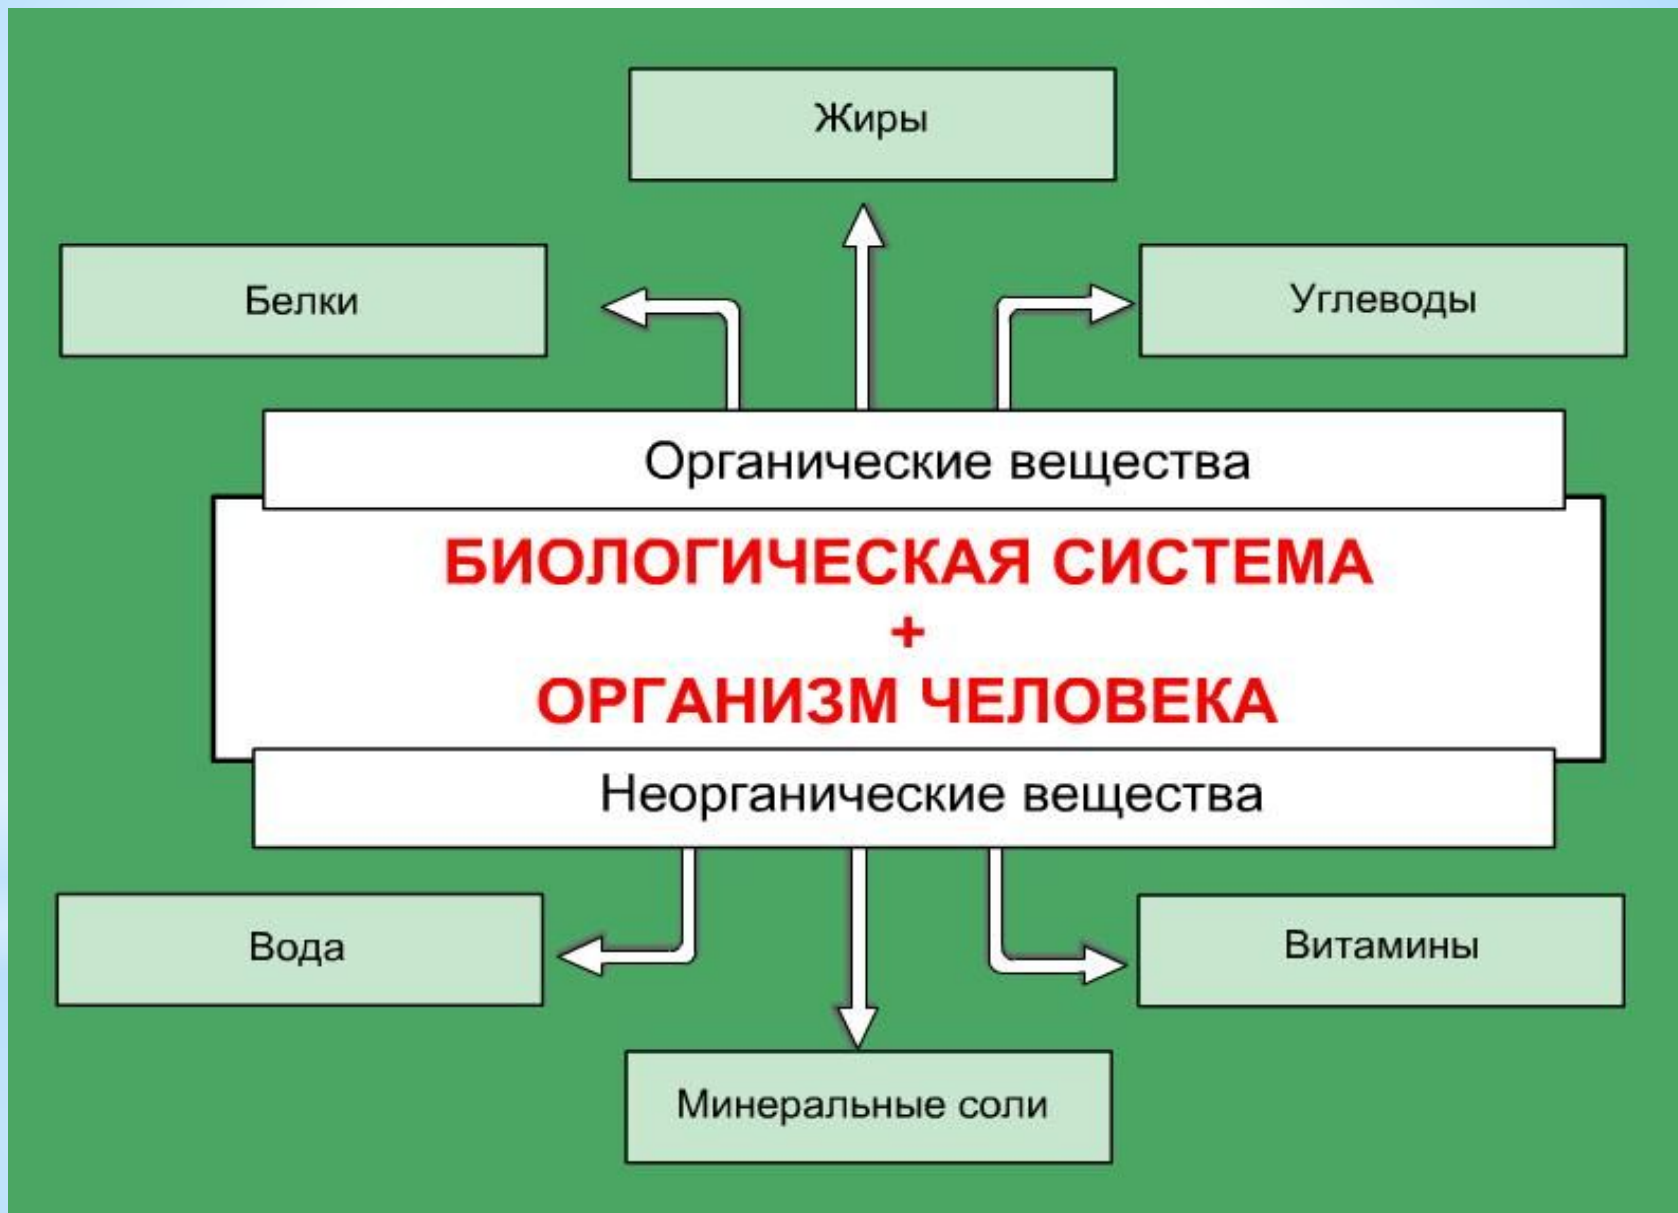 Жиры
Белки
Углеводы
Органические вещества
БИОЛОГИЧЕСКАЯ СИСТЕМА
+
ОРГАНИЗМ ЧЕЛОВЕКА
Неорганические вещества
Вода
Витамины
Минеральные соли